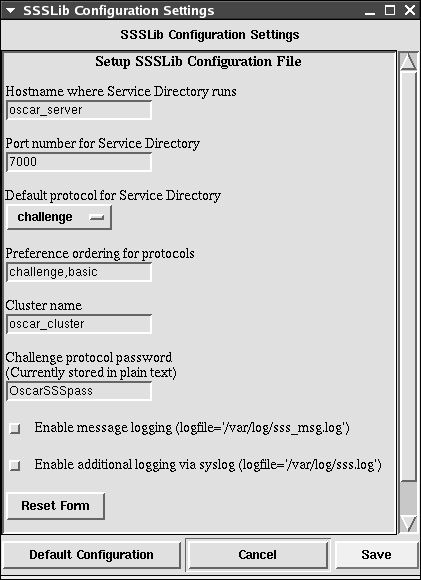 SSSLib Configuration Settings
SSSLib Configuration Settings
Setup SSSLib Configuration File
Hostname where Service Directory runs
oscar_server
Port number for Service Directory
7000
Default protocol for Service Directory
challenge
Preference ordering for protocols
challenge,basic
Cluster name
oscar_cluster
Challenge protocol password
(Currently stored in plain text)
OscarSSSpass
Enable message logging (logfile='/var/log/sss_msg.log')
Enable additional logging via syslog (logfile='/var/log/sss.log')
Reset Form
Default Configuration
Cancel
Save